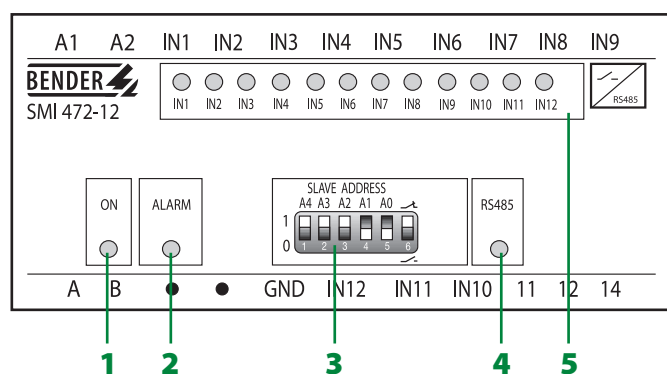 A1 A2 IN1 IN2 IN3 IN4 IN5 IN6 IN7 IN8 IN9
BENDER
SMI 472-12
IN1 IN2 IN3 IN4 IN5 IN6 IN7 IN8 IN9 IN10 IN11 IN12
RS485
ON
ALARM
SLAVE ADDRESS
A4 A3 A2 A1 A0
1
0
1 2 3 4 5 6
RS485
A B GND IN12 IN11 IN10 11 12 14
1 2 3 4 5